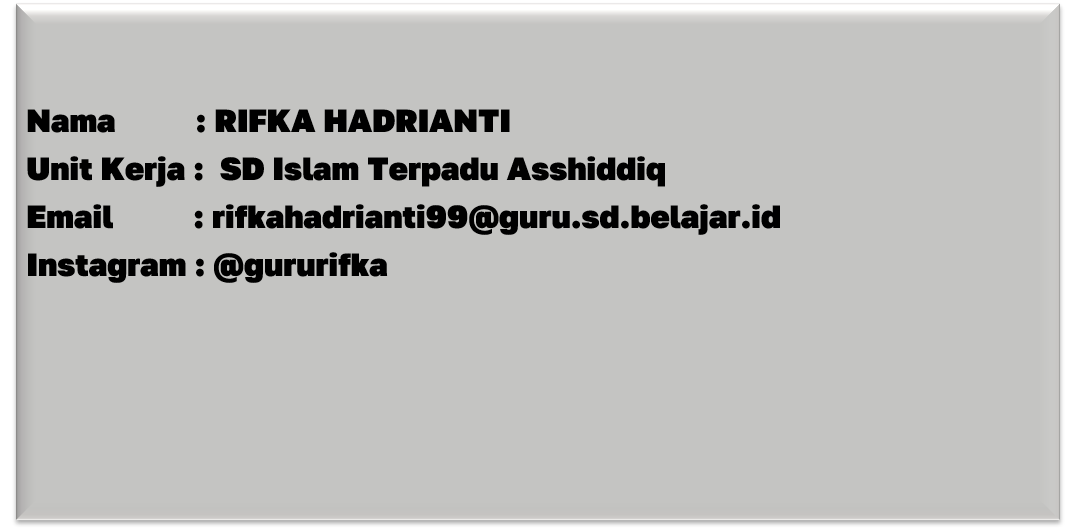 Nama : RIFKA HADRIANTI
Unit Kerja : SD Islam Terpadu Asshiddiq
Email : rifkahadrianti99@guru.sd.belajar.id
Instagram : @gururifka